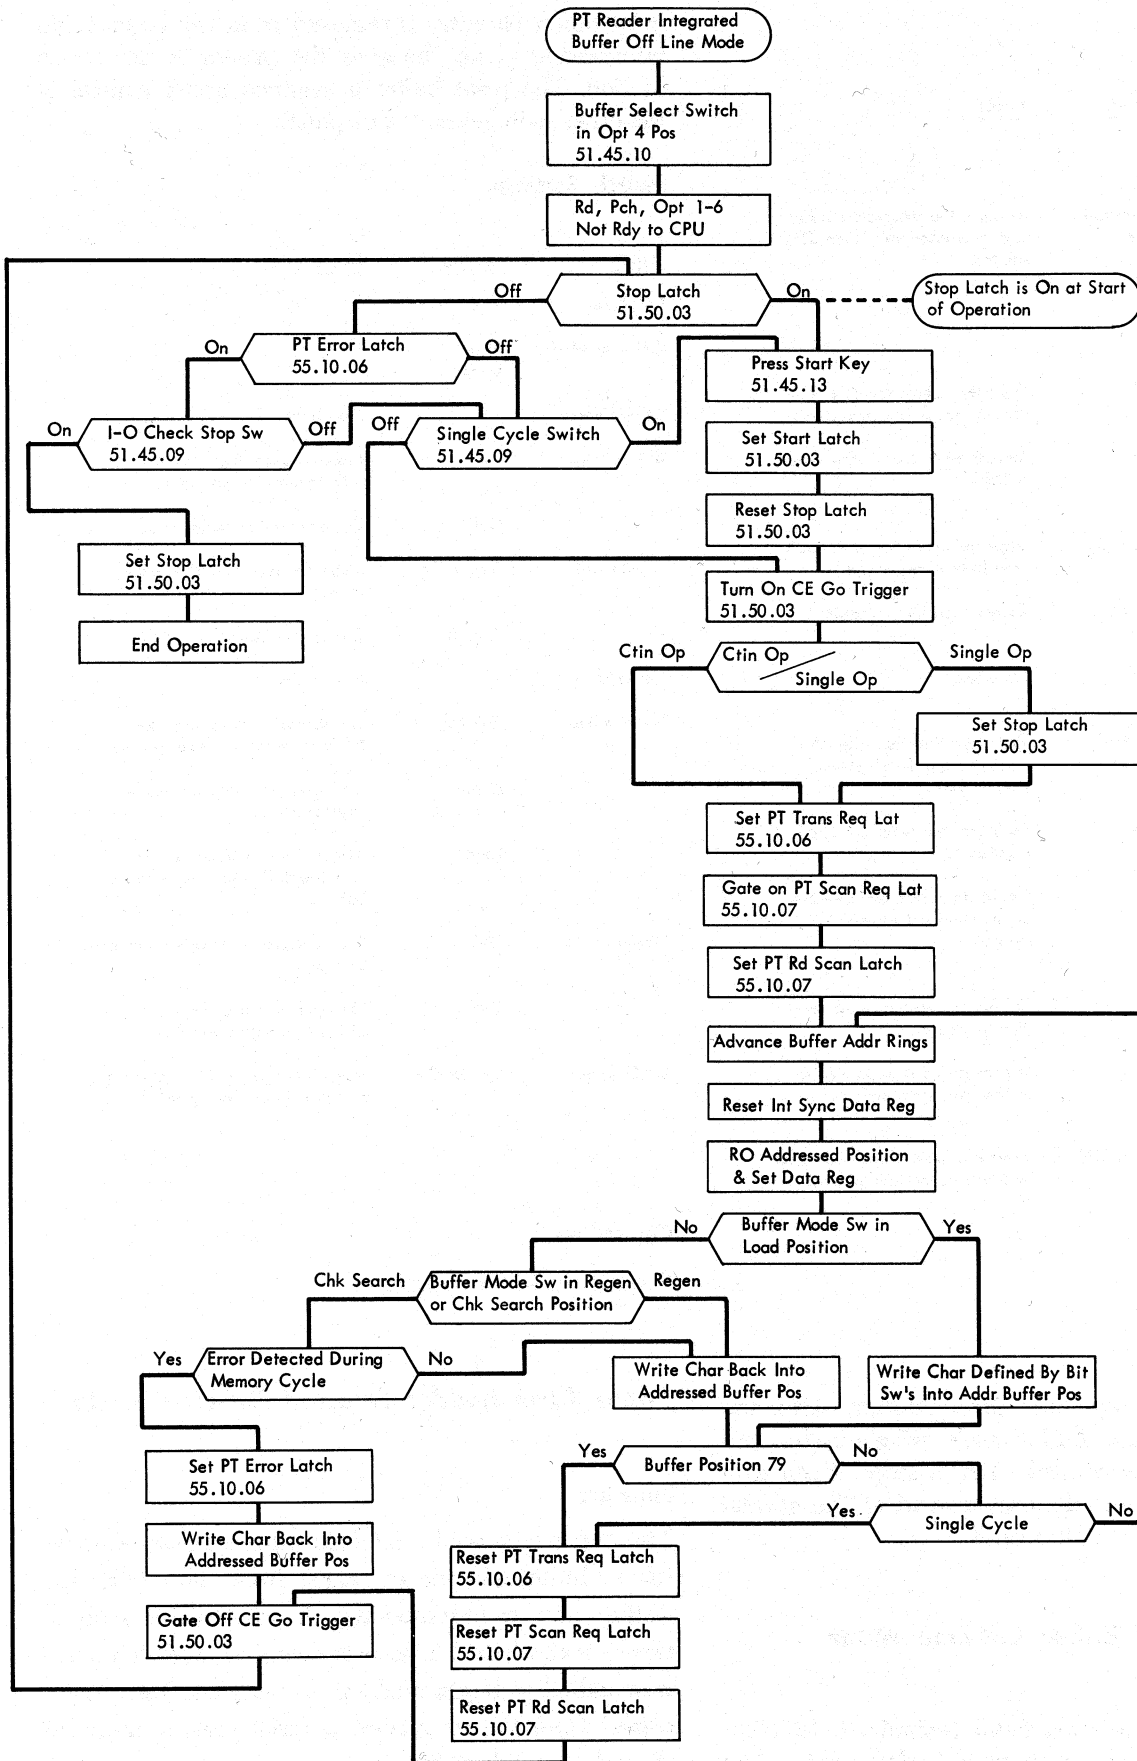 PT Reader Integrated
Buffer Off Line Mode
Buffer Select Switch
in Opt 4 Pos
51.45.10
Rd, Pch, Opt 1-6
Not Rdy to CPU
Off
Stop Latch
51.50.03
On
Stop Latch is On at Start
of Operation
On
PT Error Latch
55.10.06
Off
Press Start Key
51.45.13
On
I-O Check Stop Sw
51.45.09
Off
Off
Single Cycle Switch
51.45.09
On
Set Start Latch
51.50.03
Reset Stop Latch
51.50.03
Set Stop Latch
51.50.03
Turn On CE Go Trigger
51.50.03
End Operation
Ctin Op
Ctin Op
Single Op
Single Op
Set Stop Latch
51.50.03
Set PT Trans Req Lat
55.10.06
Gate on PT Scan Req Lat
55.10.07
Set PT Rd Scan Latch
55.10.07
Advance Buffer Addr Rings
Reset Int Sync Data Reg
RO Addressed Position
& Set Data Reg
No
Buffer Mode Sw in
Load Position
Yes
Chk Search
Buffer Mode Sw in Regen
or Chk Search Position
Regen
Yes
Error Detected During
Memory Cycle
No
Write Char Back Into
Addressed Buffer Pos
Write Char Defined By Bit
Sw's Into Addr Buffer Pos
Yes
Buffer Position 79
No
Set PT Error Latch
55.10.06
Yes
Single Cycle
No
Write Char Back Into
Addressed Buffer Pos
Reset PT Trans Req Latch
55.10.06
Gate Off CE Go Trigger
51.50.03
Reset PT Scan Req Latch
55.10.07
Reset PT Rd Scan Latch
55.10.07